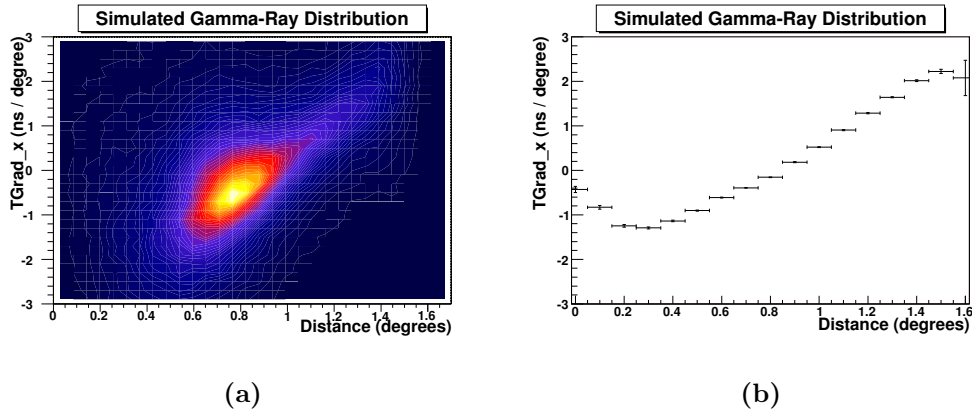 Simulated Gamma-Ray Distribution
TGrad_x (ns / degree)
3
2
1
0
-1
-2
-3
0 0.2 0.4 0.6 0.8 1 1.2 1.4 1.6
Distance (degrees)
(a)
Simulated Gamma-Ray Distribution
TGrad_x (ns / degree)
3
2
1
0
-1
-2
-3
0 0.2 0.4 0.6 0.8 1 1.2 1.4 1.6
Distance (degrees)
(b)